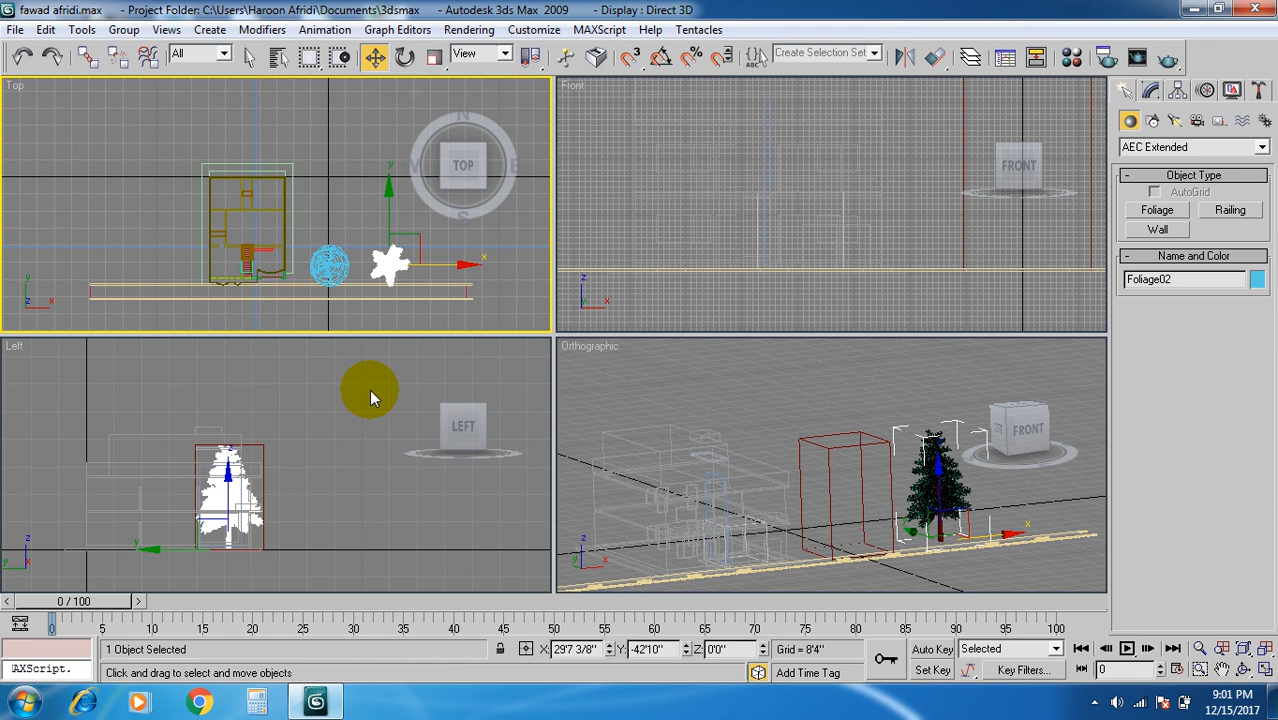 fawad afridi.max - Project Folder: C:\Users\Haroon Afridi\Documents\3dsmax - Autodesk 3ds Max 2009 - Display : Direct 3D
File Edit Tools Group Views Create Modifiers Animation Graph Editors Rendering Customize MAXScript Help Tentacles
All View Create Selection Set
Top
N
TOP
E
S
y
x
y
z x
Front
FRONT
z
x
AEC Extended
- Object Type
AutoGrid
Foliage Railing
Wall
- Name and Color
Foliage02
Left
LEFT
z
y
z
y
Orthographic
FRONT
x
z
x
< 0 / 100 >
0 5 10 15 20 25 30 35 40 45 50 55 60 65 70 75 80 85 90 95 100
1 Object Selected X: 29'7 3/8" Y: -42'10" Z: 0'0" Grid = 8'4" Auto Key Selected
AXScript. Click and drag to select and move objects Add Time Tag Set Key Key Filters... 0
9:01 PM
12/15/2017